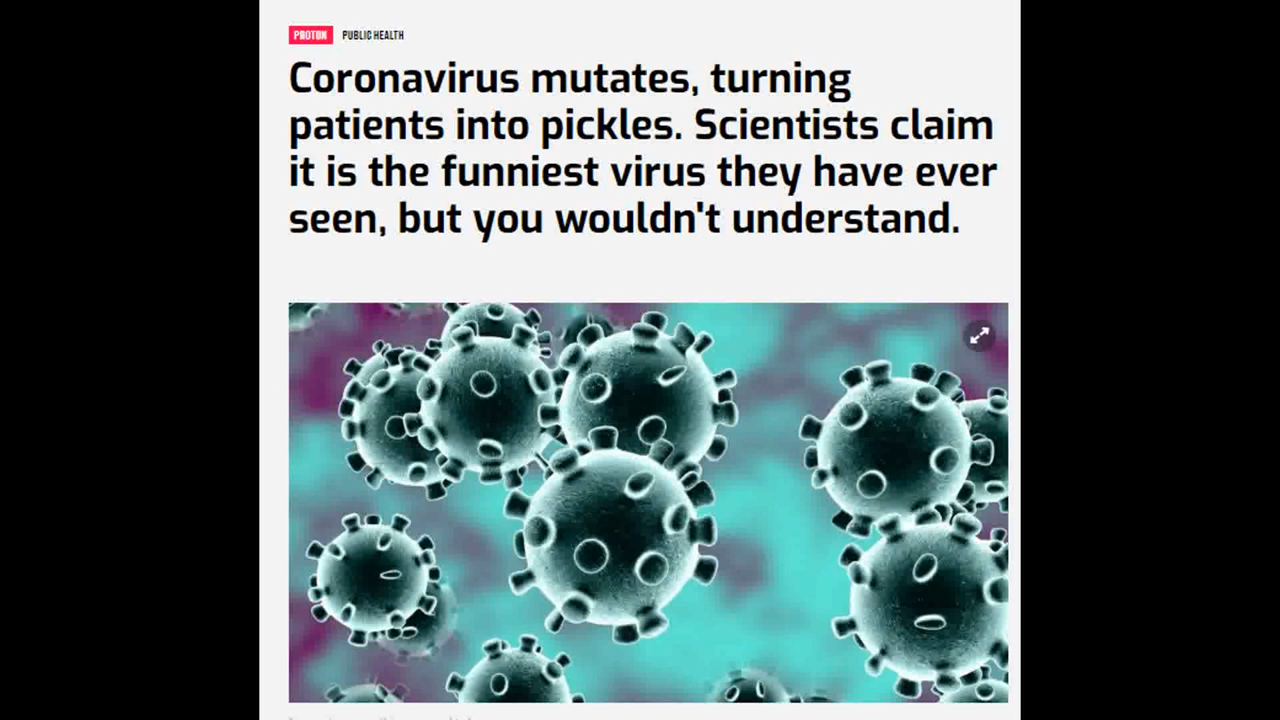 PROTON PUBLIC HEALTH
Coronavirus mutates, turning
patients into pickles. Scientists claim
it is the funniest virus they have ever
seen, but you wouldn't understand.